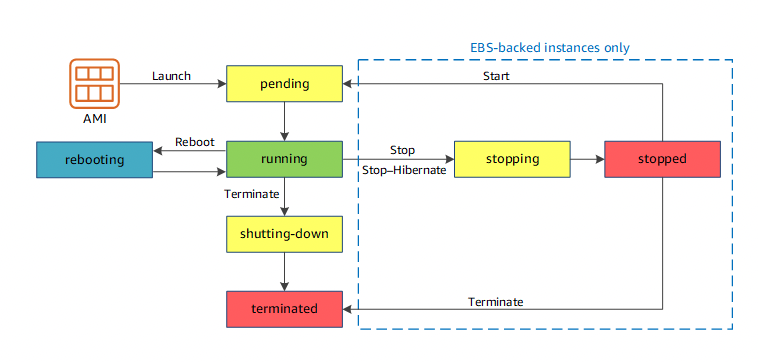 EBS-backed instances only
Launch
pending
Start
AMI
Reboot
rebooting
running
Stop
Stop–Hibernate
stopping
stopped
Terminate
shutting-down
terminated
Terminate